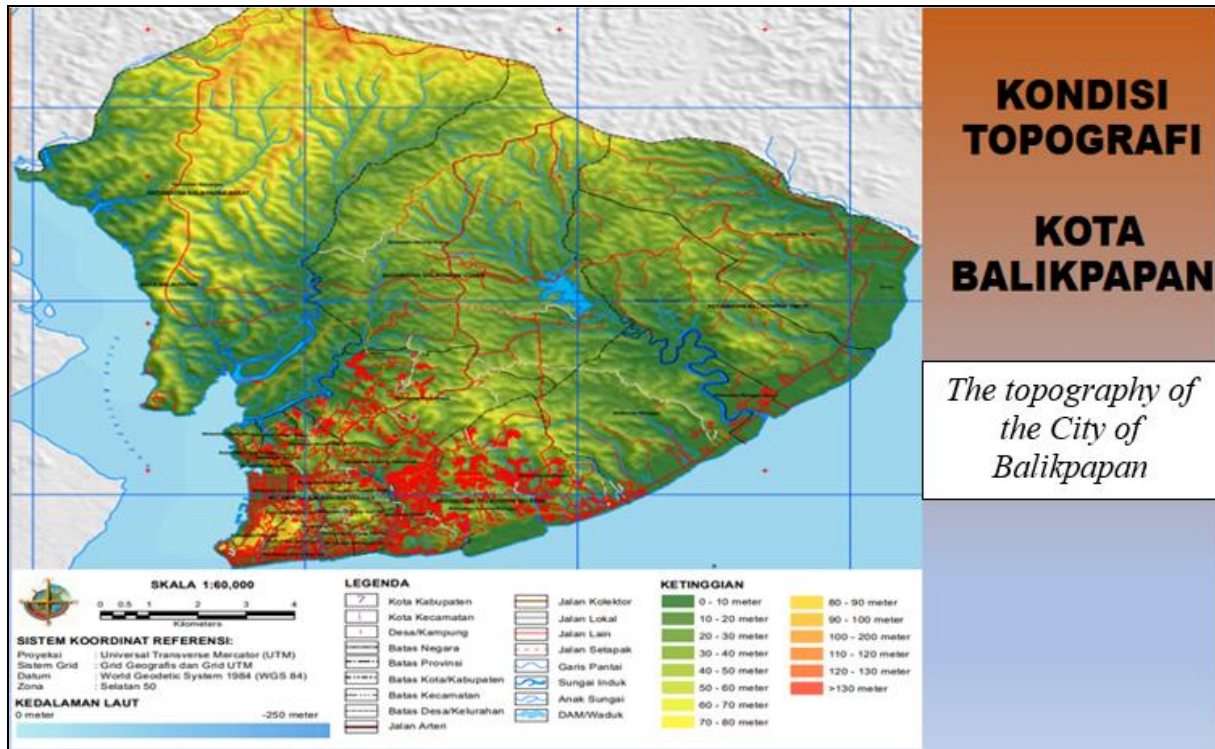 KONDISI
TOPOGRAFI
KOTA
BALIKPAPAN
The topography of
the City of
Balikpapan
SKALA 1:60,000
0 0.5 1 2 3 4
Kilometers
SISTEM KOORDINAT REFERENSI:
Proyeksi : Universal Transverse Mercator (UTM)
Sistem Grid : Grid Geografis dan Grid UTM
Datum : World Geodetic System 1984 (WGS 84)
Zona : Selatan 50
KEDALAMAN LAUT
0 meter -250 meter
LEGENDA
Kota Kabupaten
Kota Kecamatan
Desa/Kampung
Batas Negara
Batas Provinsi
Batas Kota/Kabupaten
Batas Kecamatan
Batas Desa/Kelurahan
Jalan Arteri
Jalan Kolektor
Jalan Lokal
Jalan Lain
Jalan Setapak
Garis Pantai
Sungai Induk
Anak Sungai
DAM/Waduk
KETINGGIAN
0 - 10 meter
10 - 20 meter
20 - 30 meter
30 - 40 meter
40 - 50 meter
50 - 60 meter
60 - 70 meter
70 - 80 meter
80 - 90 meter
90 - 100 meter
100 - 200 meter
110 - 120 meter
120 - 130 meter
>130 meter